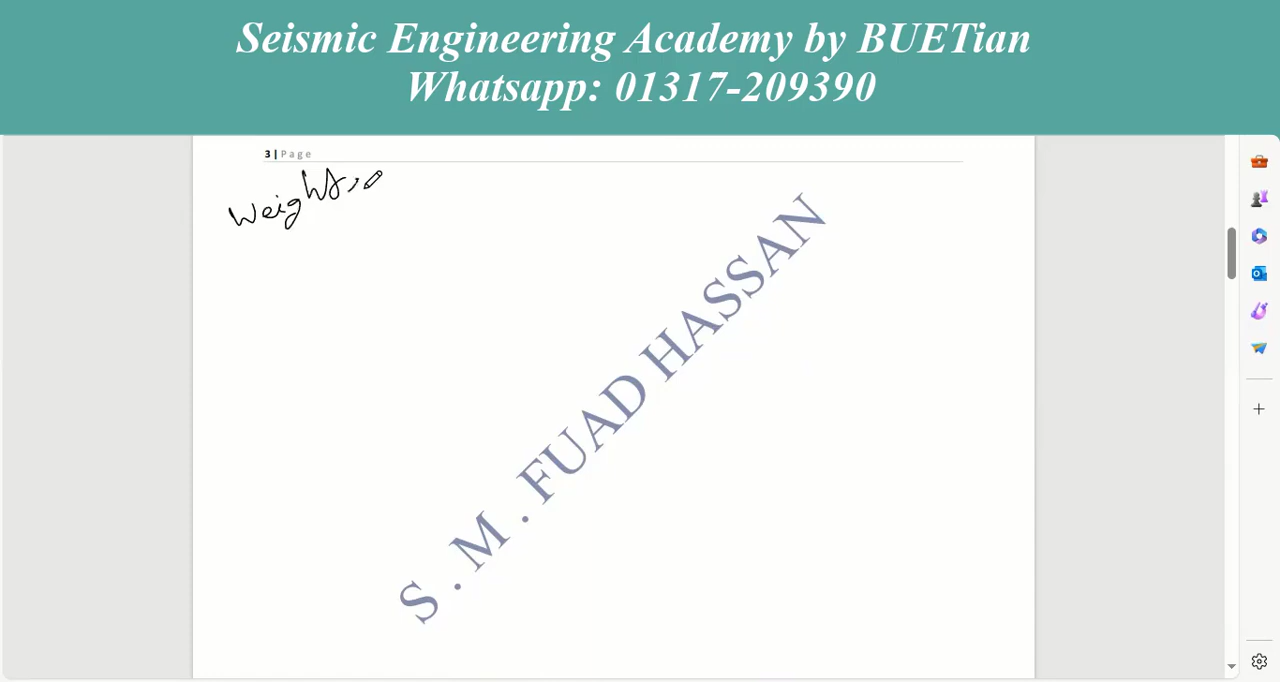 Seismic Engineering Academy by BUETian
Whatsapp: 01317-209390
3 | Page
Weight,
S . M . FUAD HASSAN